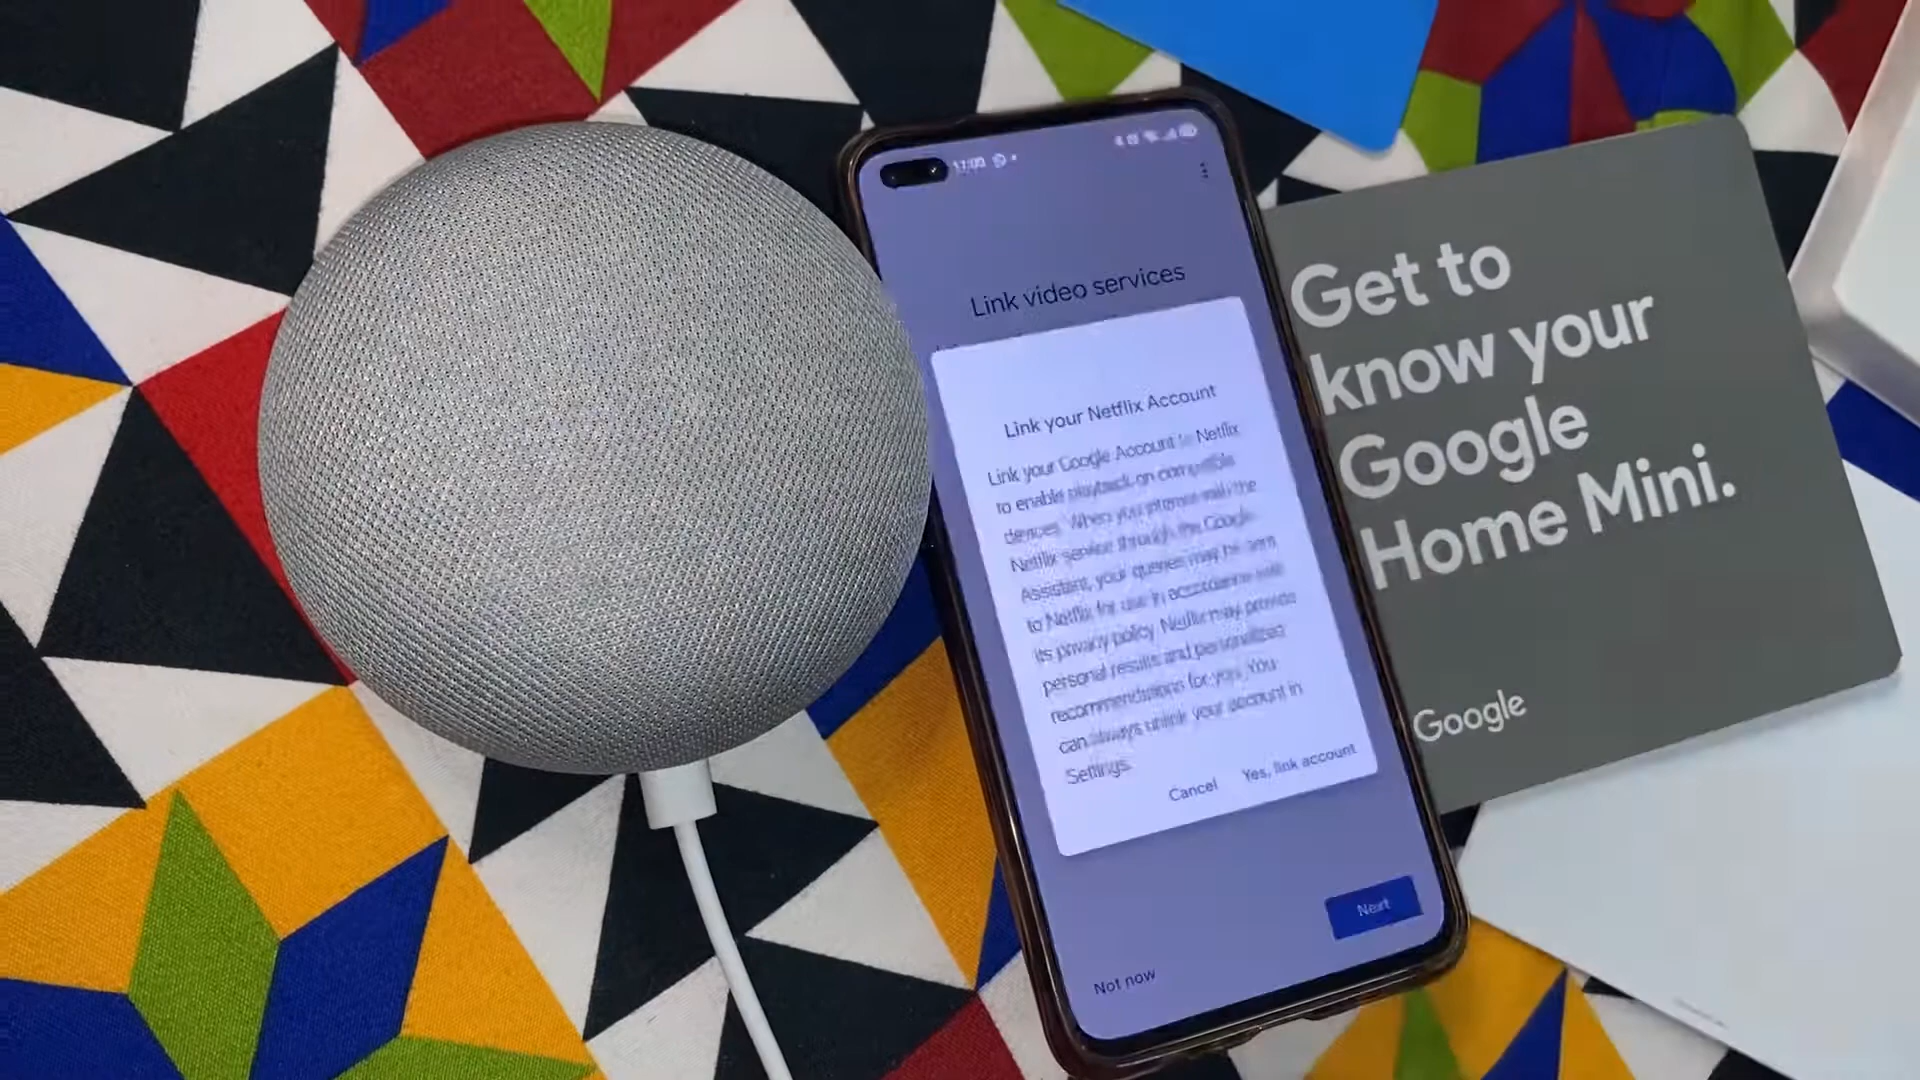 11:00
Link video services
Link your Netflix Account
Link your Google Account to Netflix
to enable playback on compatible
devices. When you interact with the
Netflix service through the Google
Assistant, your queries may be sent
to Netflix for use in accordance with
its privacy policy. Netflix may provide
personal results and personalized
recommendations for you. You
can always unlink your account in
Settings.
Cancel Yes, link account
Next
Not now
Get to
know your
Google
Home Mini.
Google